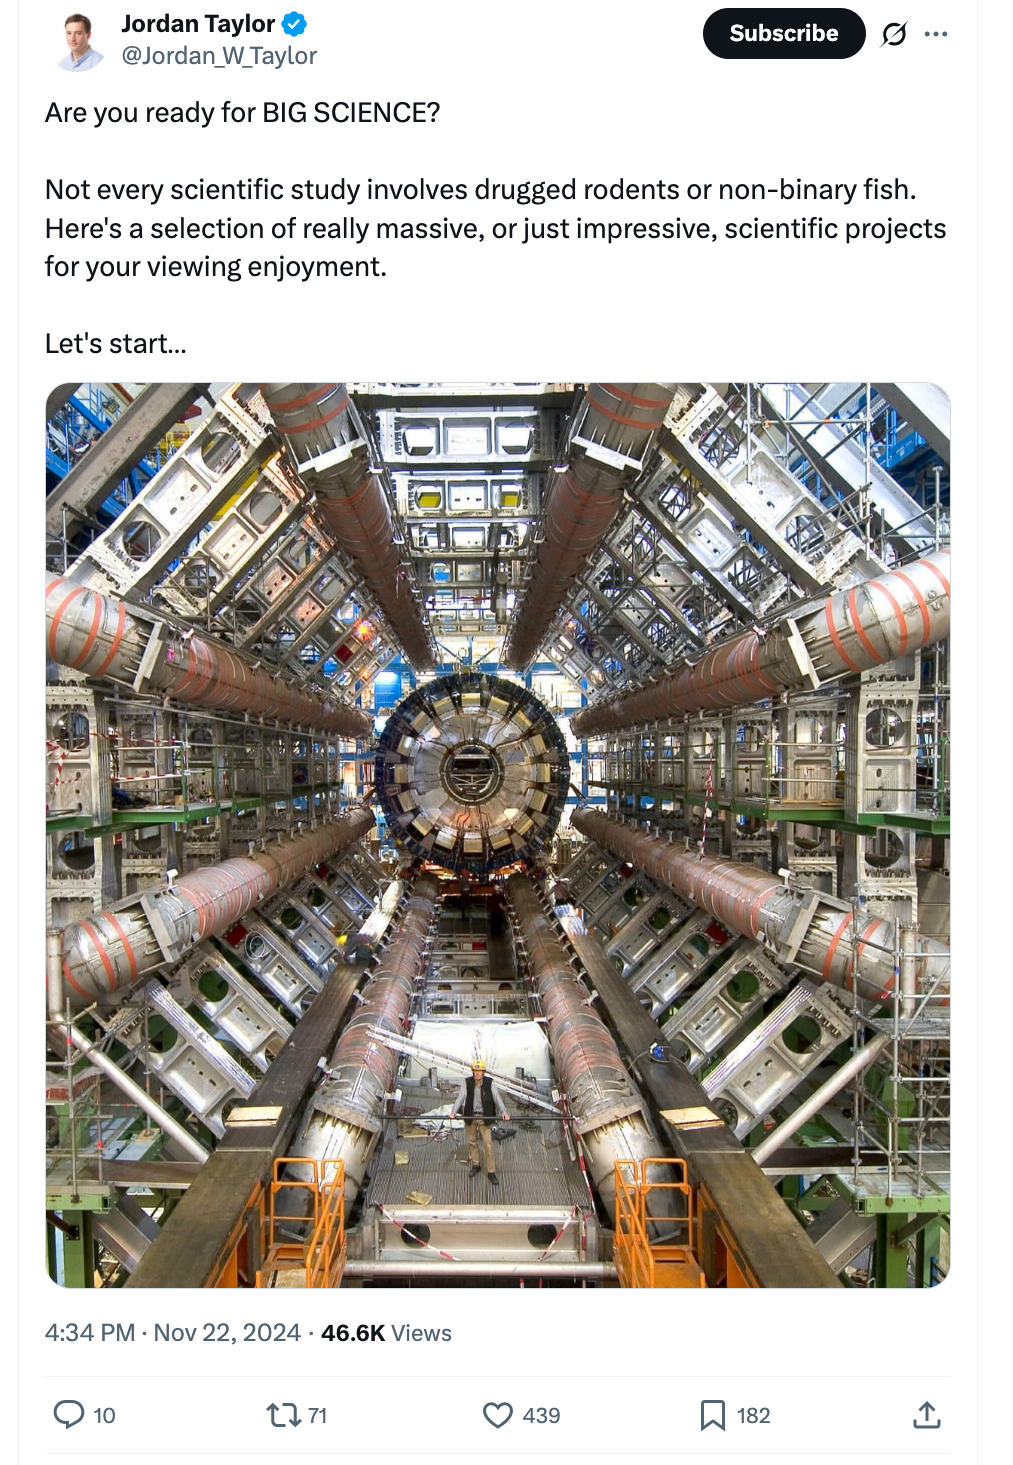 Jordan Taylor
@Jordan_W_Taylor
Subscribe
Are you ready for BIG SCIENCE?
Not every scientific study involves drugged rodents or non-binary fish.
Here's a selection of really massive, or just impressive, scientific projects
for your viewing enjoyment.
Let's start...
4:34 PM · Nov 22, 2024 · 46.6K Views
10
71
439
182